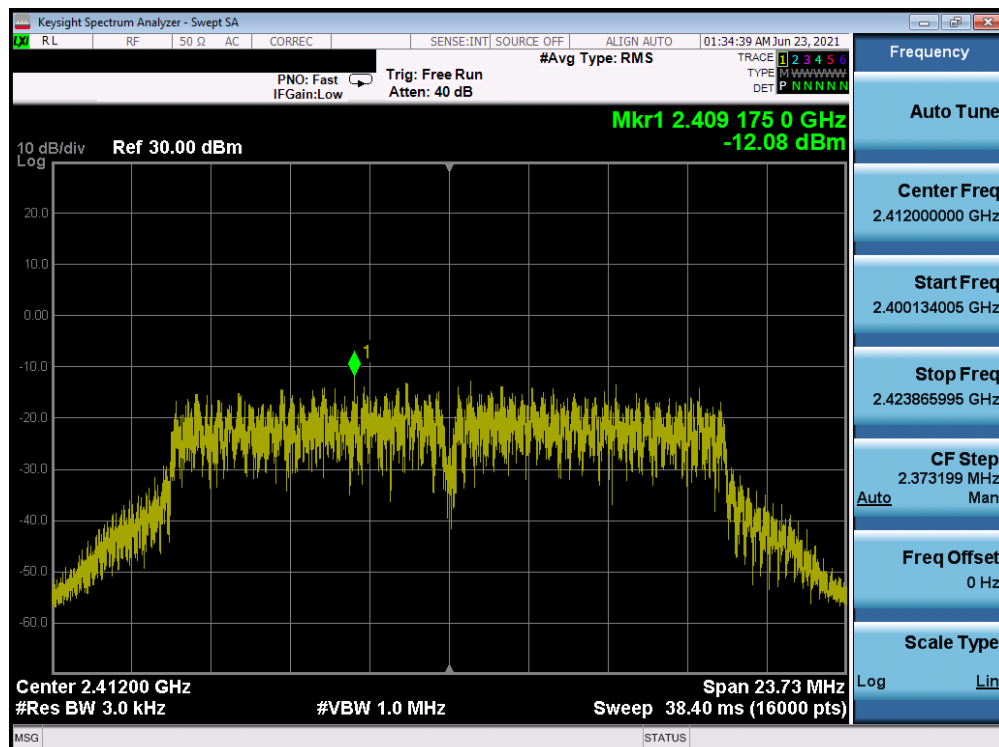 Keysight Spectrum Analyzer - Swept SA
LXI RL RF 50 Ω AC CORREC SENSE:INT SOURCE OFF ALIGN AUTO 01:34:39 AM Jun 23, 2021
PNO: Fast
IFGain:Low
Trig: Free Run
Atten: 40 dB
#Avg Type: RMS
TRACE 1 2 3 4 5 6
TYPE M WWWWW
DET P N N N N N
Mkr1 2.409 175 0 GHz
-12.08 dBm
10 dB/div
Log
Ref 30.00 dBm
20.0
10.0
0.00
-10.0
-20.0
-30.0
-40.0
-50.0
-60.0
1
Center 2.41200 GHz
Span 23.73 MHz
#Res BW 3.0 kHz
#VBW 1.0 MHz
Sweep 38.40 ms (16000 pts)
MSG
STATUS
Frequency
Auto Tune
Center Freq
2.412000000 GHz
Start Freq
2.400134005 GHz
Stop Freq
2.423865995 GHz
CF Step
2.373199 MHz
Auto Man
Freq Offset
0 Hz
Scale Type
Log Lin